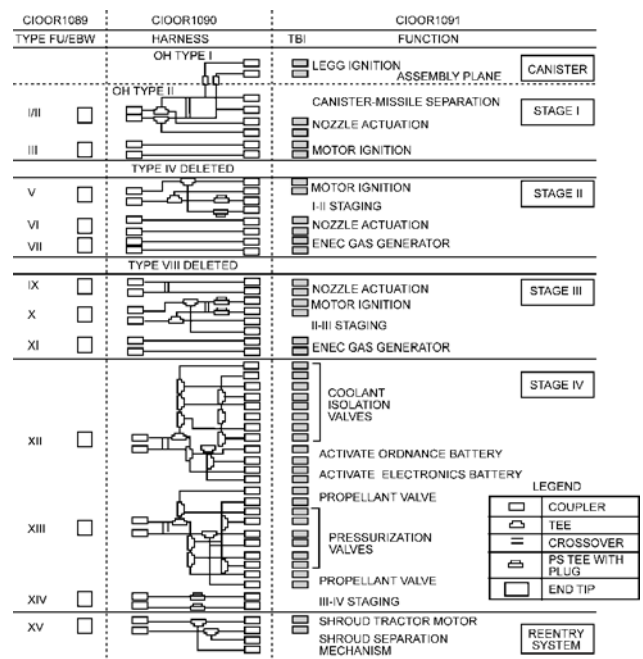 CIOOR1089 CIOOR1090 CIOOR1091
TYPE FU/EBW HARNESS TBI FUNCTION
OH TYPE I
LEGG IGNITION
ASSEMBLY PLANE
CANISTER
OH TYPE II
CANISTER-MISSILE SEPARATION
I/II
STAGE I
NOZZLE ACTUATION
III MOTOR IGNITION
TYPE IV DELETED
V MOTOR IGNITION
STAGE II
I-II STAGING
VI NOZZLE ACTUATION
VII ENEC GAS GENERATOR
TYPE VIII DELETED
IX NOZZLE ACTUATION
STAGE III
MOTOR IGNITION
X
II-III STAGING
XI ENEC GAS GENERATOR
STAGE IV
COOLANT
ISOLATION
VALVES
XII
ACTIVATE ORDNANCE BATTERY
ACTIVATE ELECTRONICS BATTERY
PROPELLANT VALVE
XIII
PRESSURIZATION
VALVES
PROPELLANT VALVE
XIV III-IV STAGING
XV SHROUD TRACTOR MOTOR
SHROUD SEPARATION
MECHANISM
REENTRY
SYSTEM
LEGEND
COUPLER
TEE
CROSSOVER
PS TEE WITH
PLUG
END TIP